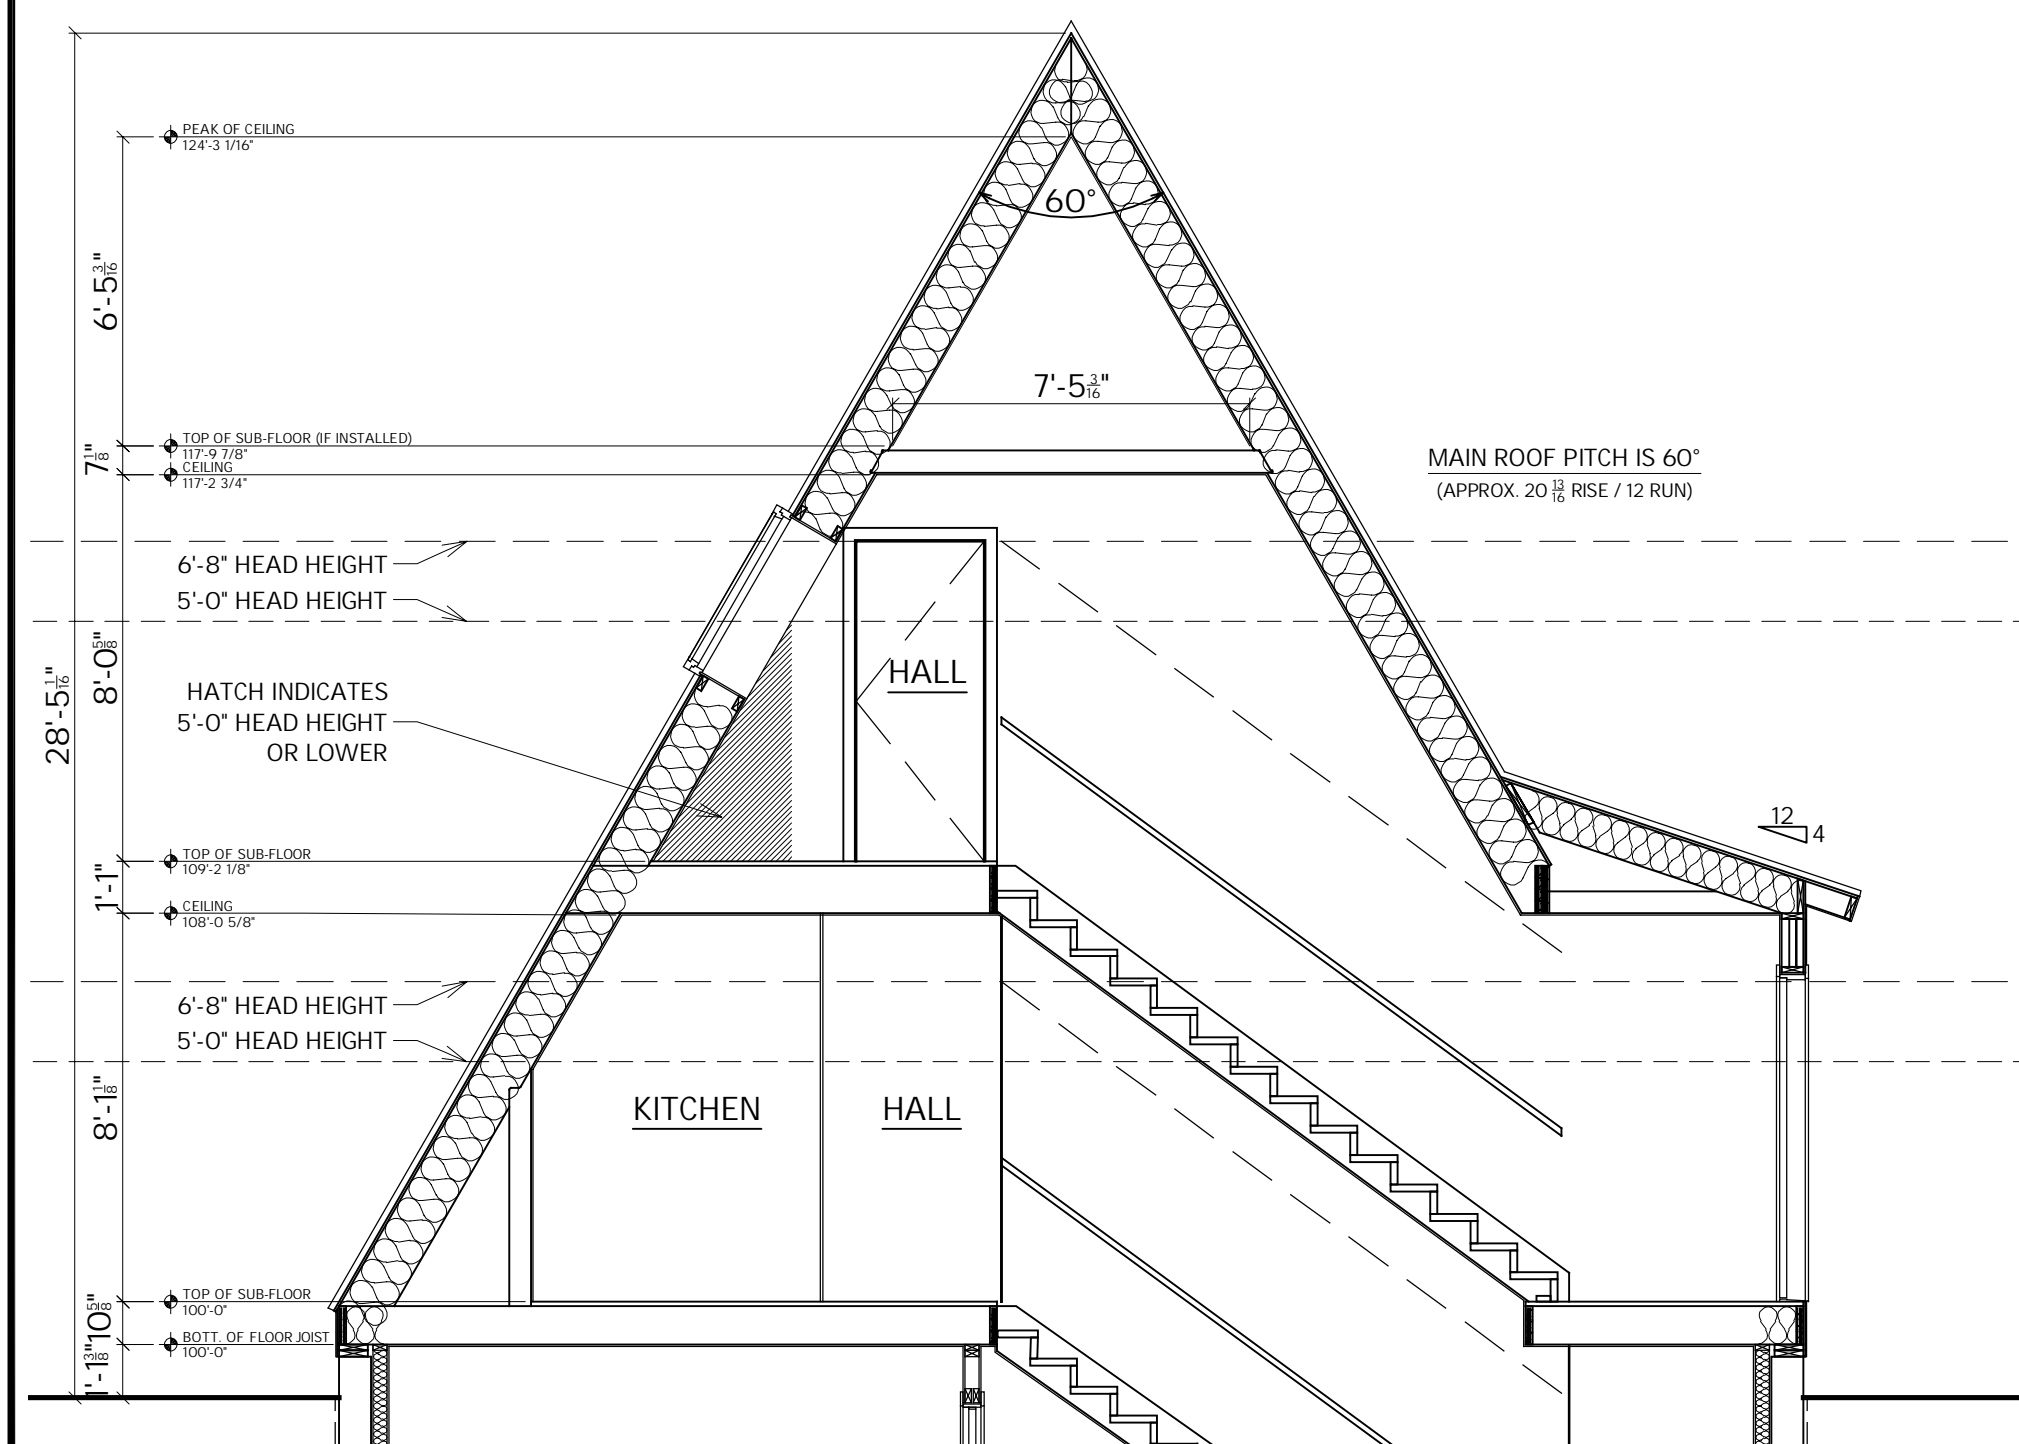 PEAK OF CEILING
124'-3 1/16"
60°
6'-5 3/16"
7'-5 3/16"
TOP OF SUB-FLOOR (IF INSTALLED)
117'-9 7/8"
7 1/8"
CEILING
117'-2 3/4"
MAIN ROOF PITCH IS 60°
(APPROX. 20 13/16 RISE / 12 RUN)
6'-8" HEAD HEIGHT
5'-0" HEAD HEIGHT
8'-0 5/8"
28'-5 1/16"
HALL
HATCH INDICATES
5'-0" HEAD HEIGHT
OR LOWER
12
4
TOP OF SUB-FLOOR
109'-2 1/8"
1'-1"
CEILING
108'-0 5/8"
6'-8" HEAD HEIGHT
5'-0" HEAD HEIGHT
8'-1 1/8"
KITCHEN
HALL
TOP OF SUB-FLOOR
100'-0"
10 5/8"
BOTT. OF FLOOR JOIST
100'-0"
1'-1 3/8"